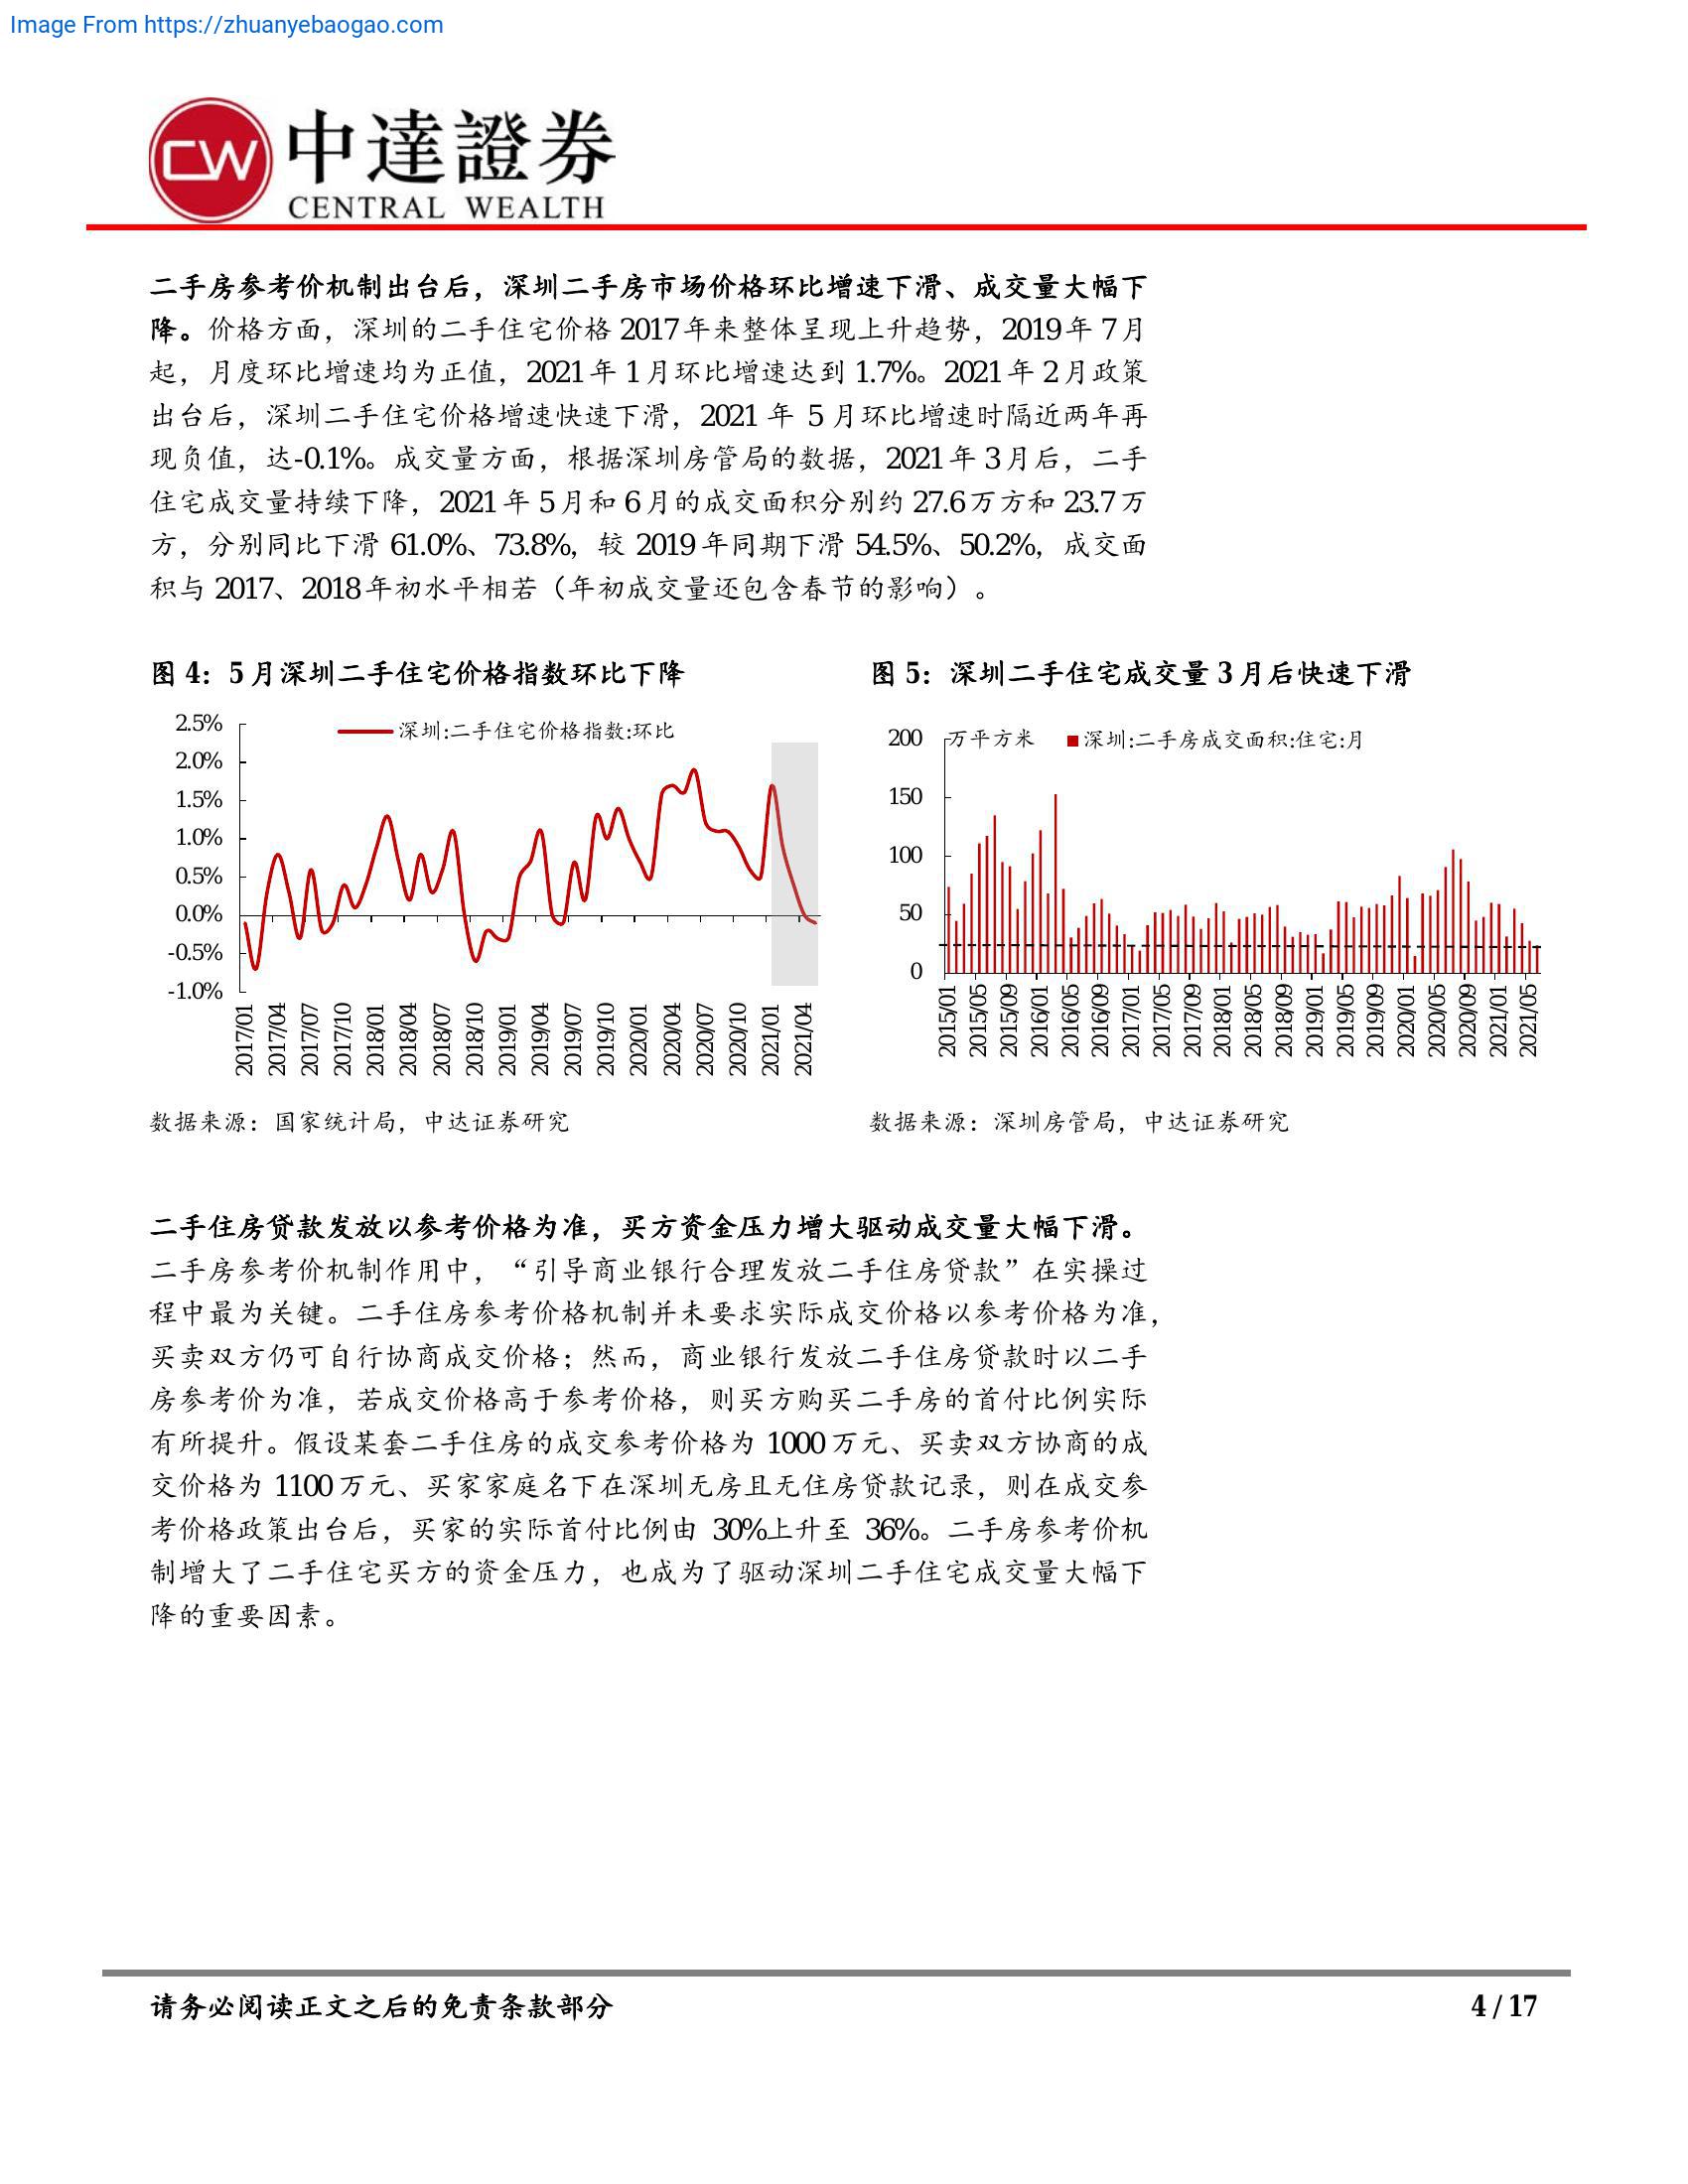 Image From https://zhuanyebaogao.com
CW 中達證券
CENTRAL WEALTH
二手房参考价机制出台后，深圳二手房市场价格环比增速下滑、成交量大幅下
降。价格方面，深圳的二手住宅价格 2017 年来整体呈现上升趋势，2019 年 7 月
起，月度环比增速均为正值，2021 年 1 月环比增速达到 1.7%。2021 年 2 月政策
出台后，深圳二手住宅价格增速快速下滑，2021 年 5 月环比增速时隔近两年再
现负值，达-0.1%。成交量方面，根据深圳房管局的数据，2021 年 3 月后，二手
住宅成交量持续下降，2021 年 5 月和 6 月的成交面积分别约 27.6 万方和 23.7 万
方，分别同比下滑 61.0%、73.8%，较 2019 年同期下滑 54.5%、50.2%，成交面
积与 2017、2018 年初水平相若（年初成交量还包含春节的影响）。
图 4：5 月深圳二手住宅价格指数环比下降
深圳:二手住宅价格指数:环比
2.5%
2.0%
1.5%
1.0%
0.5%
0.0%
-0.5%
-1.0%
2017/01 2017/04 2017/07 2017/10 2018/01 2018/04 2018/07 2018/10 2019/01 2019/04 2019/07 2019/10 2020/01 2020/04 2020/07 2020/10 2021/01 2021/04
数据来源：国家统计局，中达证券研究
图 5：深圳二手住宅成交量 3 月后快速下滑
万平方米 深圳:二手房成交面积:住宅:月
200
150
100
50
0
2015/01 2015/05 2015/09 2016/01 2016/05 2016/09 2017/01 2017/05 2017/09 2018/01 2018/05 2018/09 2019/01 2019/05 2019/09 2020/01 2020/05 2020/09 2021/01 2021/05
数据来源：深圳房管局，中达证券研究
二手住房贷款发放以参考价格为准，买方资金压力增大驱动成交量大幅下滑。
二手房参考价机制作用中，“引导商业银行合理发放二手住房贷款”在实操过
程中最为关键。二手住房参考价格机制并未要求实际成交价格以参考价格为准，
买卖双方仍可自行协商成交价格；然而，商业银行发放二手住房贷款时以二手
房参考价为准，若成交价格高于参考价格，则买方购买二手房的首付比例实际
有所提升。假设某套二手住房的成交参考价格为 1000 万元、买卖双方协商的成
交价格为 1100 万元、买家家庭名下在深圳无房且无住房贷款记录，则在成交参
考价格政策出台后，买家的实际首付比例由 30%上升至 36%。二手房参考价机
制增大了二手住宅买方的资金压力，也成为了驱动深圳二手住宅成交量大幅下
降的重要因素。
请务必阅读正文之后的免责条款部分
4 / 17